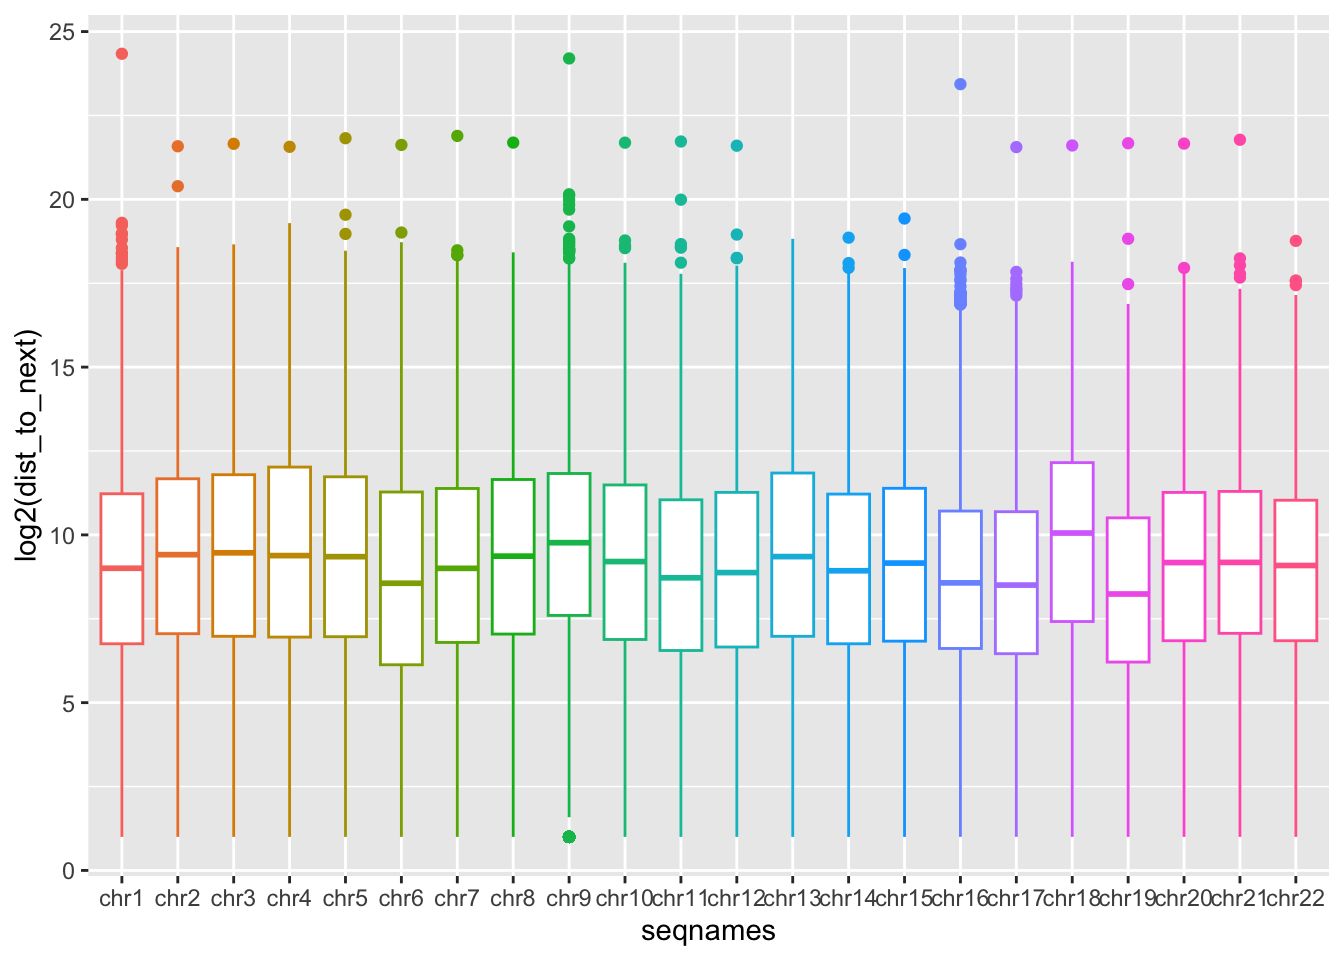 log2(dist_to_next)
25
20
15
10
5
0
chr1 chr2 chr3 chr4 chr5 chr6 chr7 chr8 chr9 chr10 chr11 chr12 chr13 chr14 chr15 chr16 chr17 chr18 chr19 chr20 chr21 chr22
seqnames